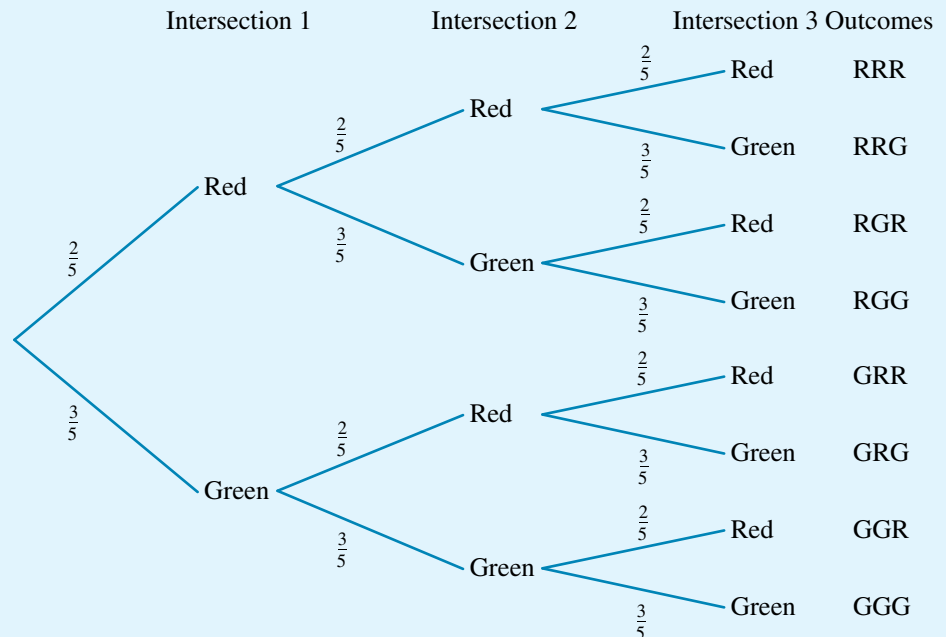 Intersection 1 Intersection 2 Intersection 3 Outcomes
2/5 Red RRR
Red
2/5 3/5 Green RRG
Red
3/5 2/5 Red RGR
2/5 Green
3/5 Green RGG
2/5 Red GRR
3/5 Red
2/5 3/5 Green GRG
Green
3/5 2/5 Red GGR
Green
3/5 Green GGG